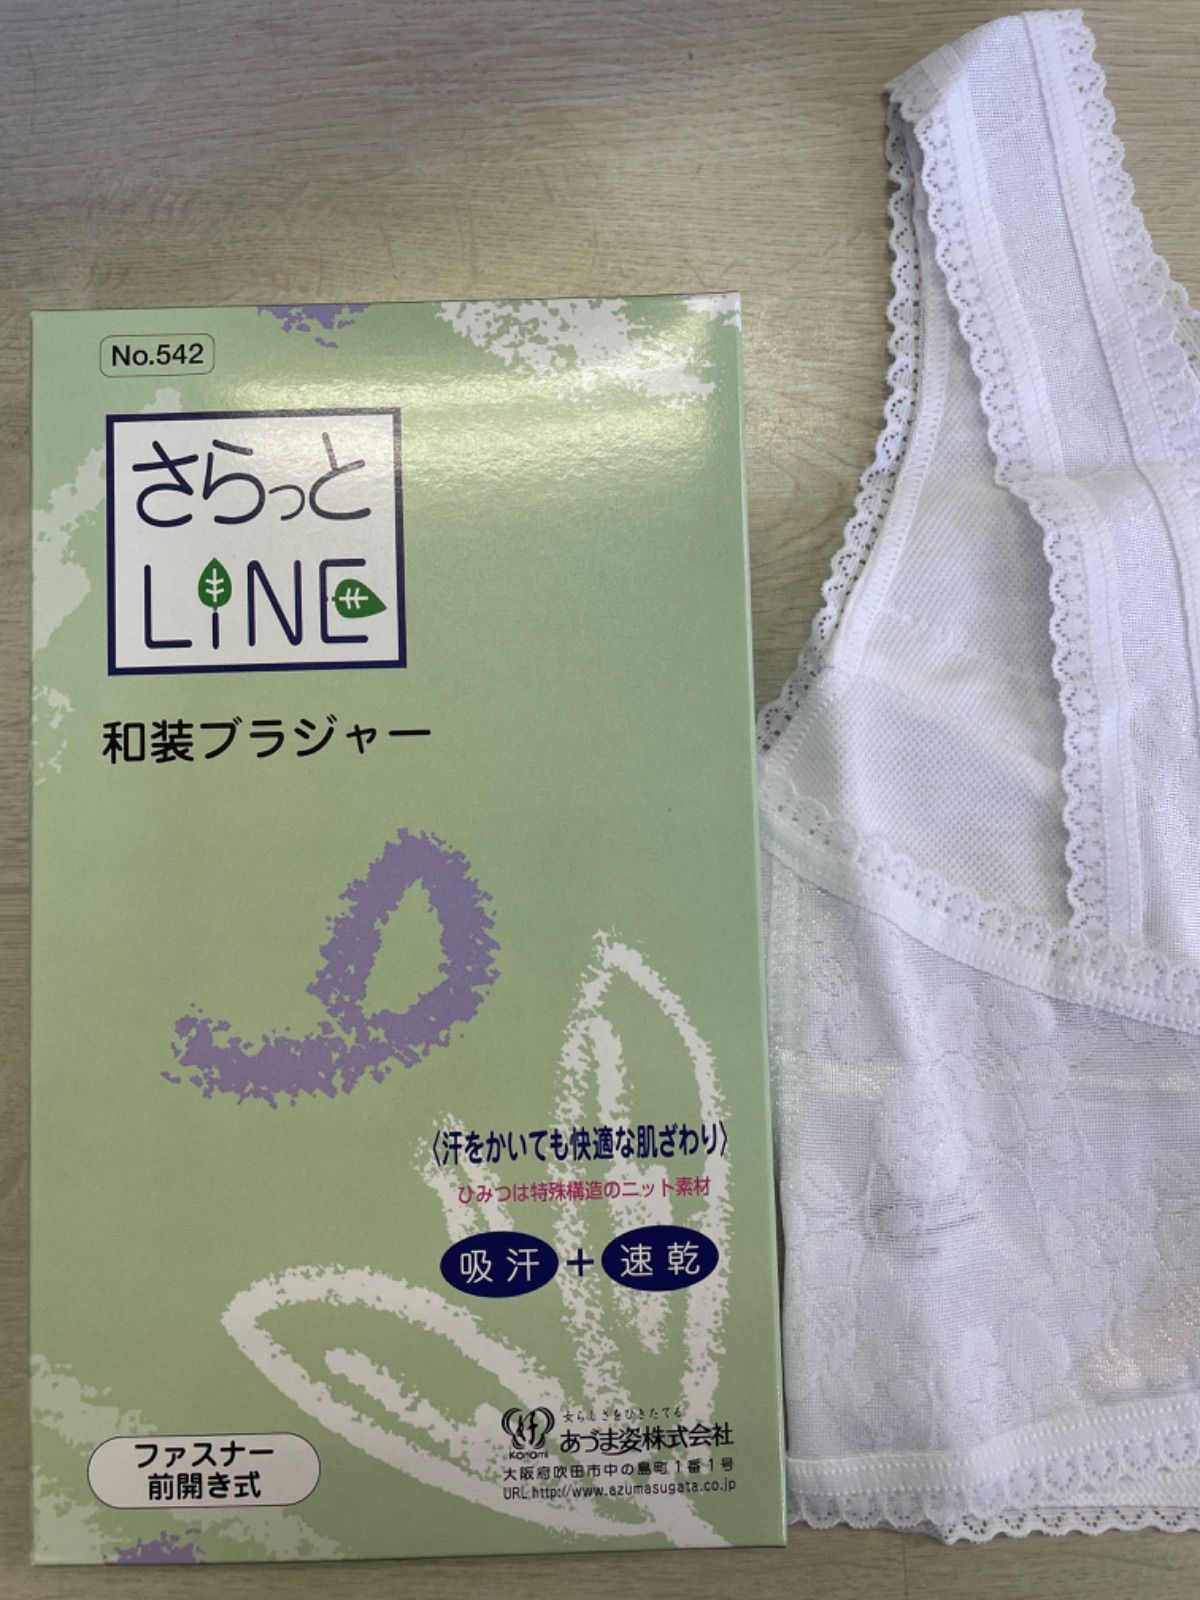 No.542
さらっと
LiNE
和装ブラジャー
〈汗をかいても快適な肌ざわり〉
ひみつは特殊構造のニット素材
吸汗+速乾
女らしさをひきたてる
Konomi
あづま姿株式会社
大阪府吹田市中の島町1番1号
URL http://www.azumasugata.co.jp
ファスナー
前開き式